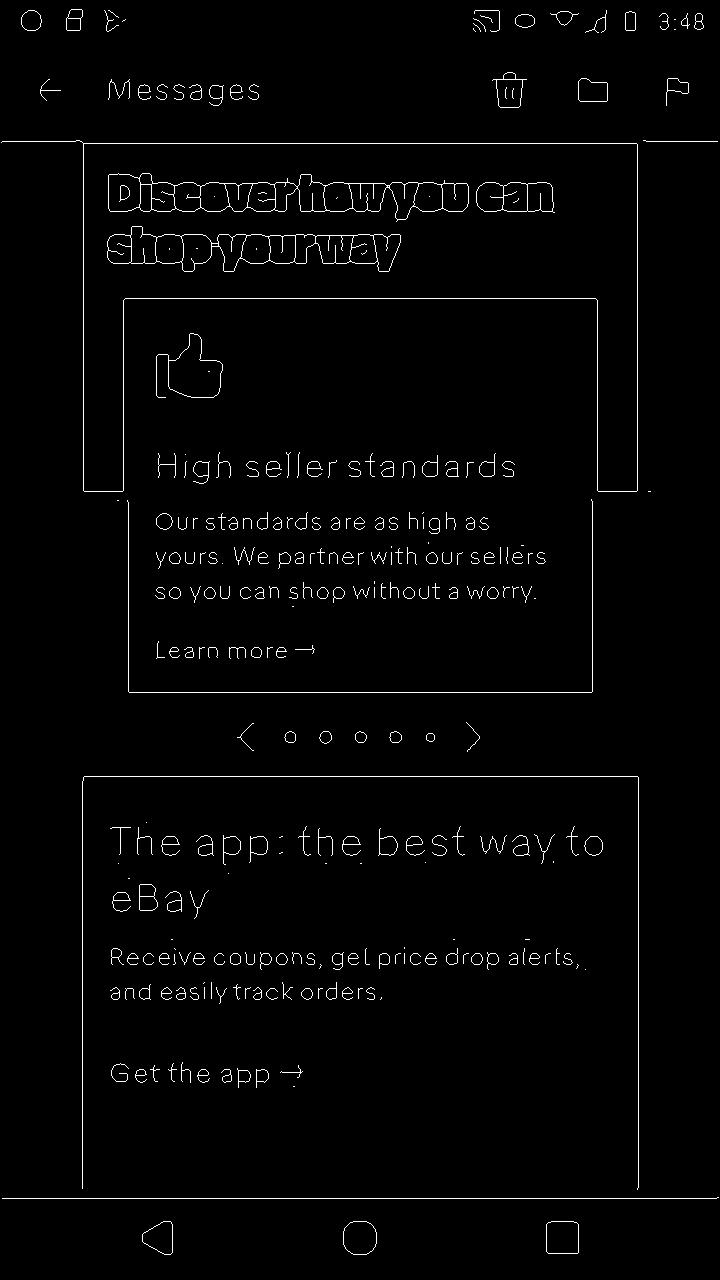 3:48
Messages
Discover how you can
shop your way
High seller standards
Our standards are as high as
yours. We partner with our sellers
so you can shop without a worry.
Learn more →
The app: the best way to
eBay
Receive coupons, get price drop alerts,
and easily track orders.
Get the app →